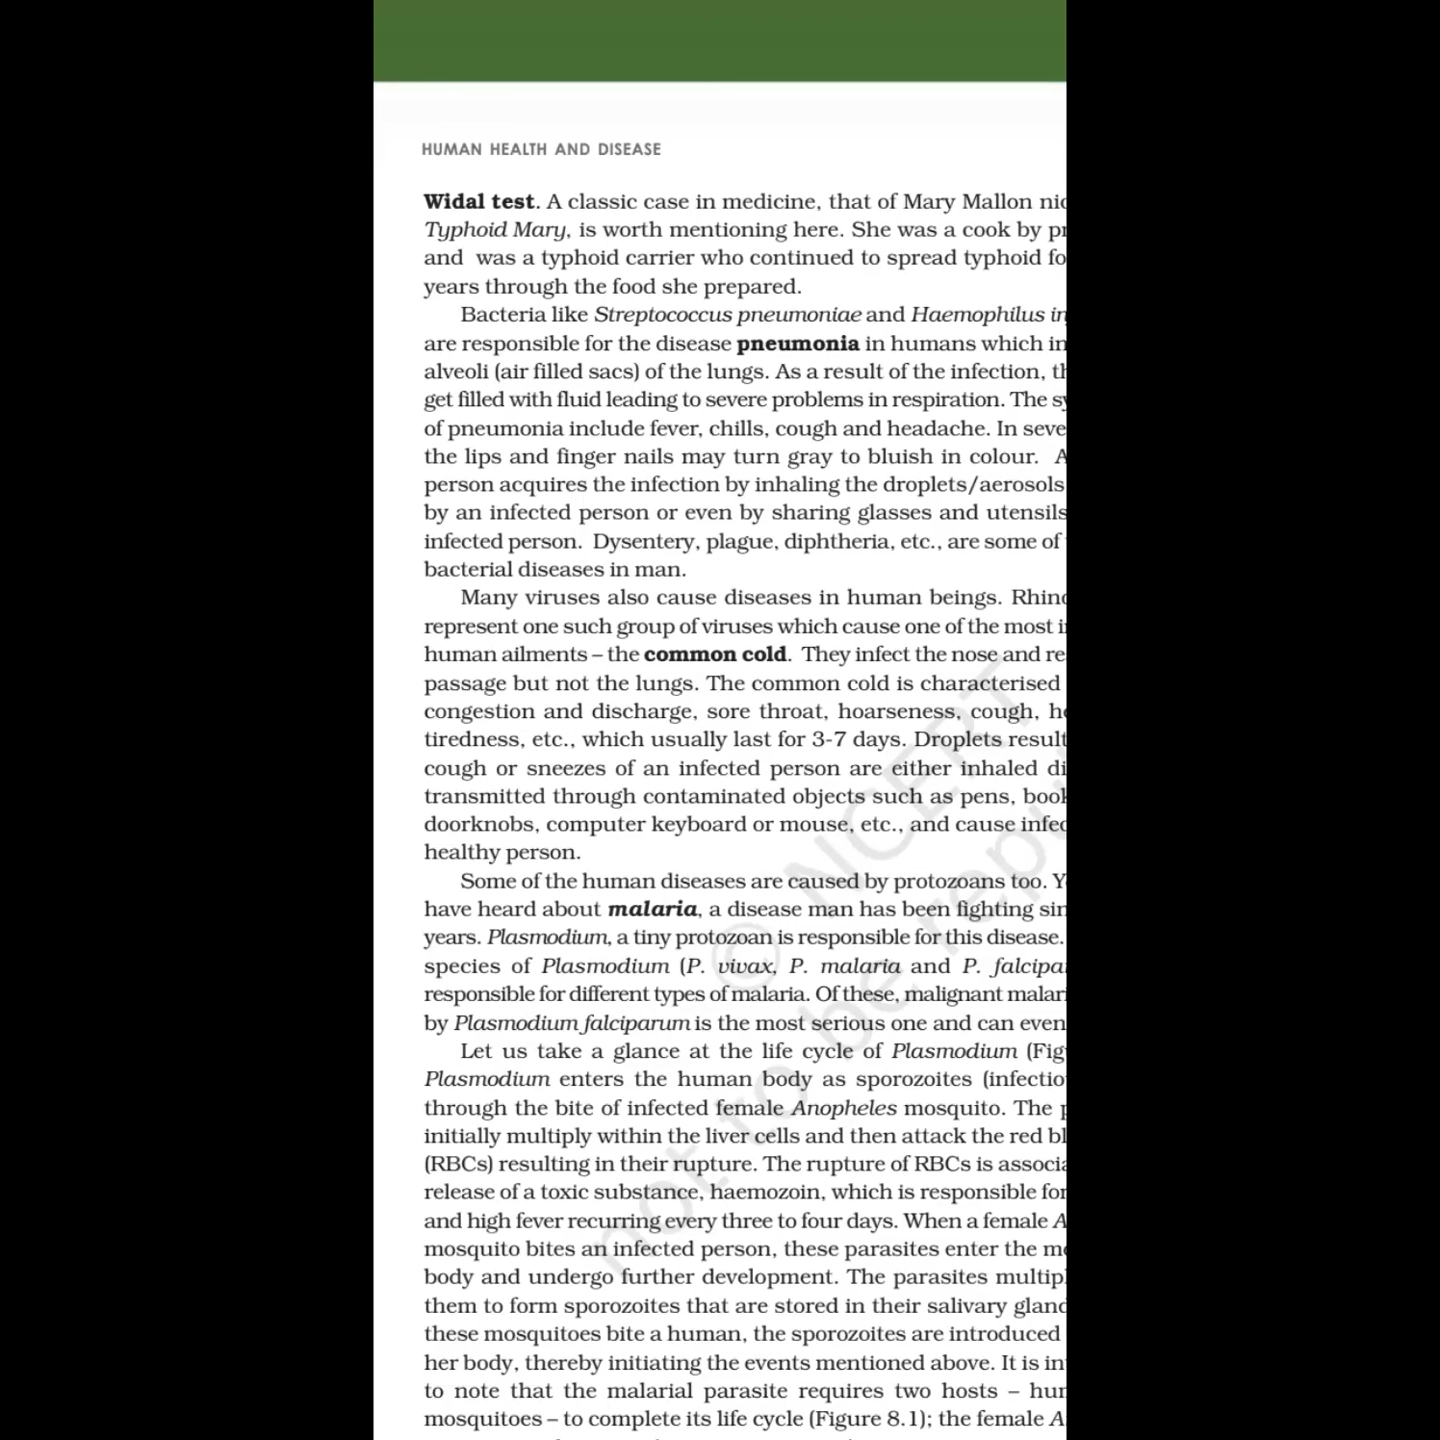 HUMAN HEALTH AND DISEASE
Widal test. A classic case in medicine, that of Mary Mallon
Typhoid Mary, is worth mentioning here. She was a cook by
and was a typhoid carrier who continued to spread typhoid
years through the food she prepared.
Bacteria like Streptococcus pneumoniae and Haemophilus
are responsible for the disease pneumonia in humans which
alveoli (air filled sacs) of the lungs. As a result of the infection,
get filled with fluid leading to severe problems in respiration. The
of pneumonia include fever, chills, cough and headache. In
the lips and finger nails may turn gray to bluish in colour. A
person acquires the infection by inhaling the droplets/aerosols
by an infected person or even by sharing glasses and utensils
infected person. Dysentery, plague, diphtheria, etc., are some of
bacterial diseases in man.
Many viruses also cause diseases in human beings.
represent one such group of viruses which cause one of the most
human ailments – the common cold. They infect the nose and
passage but not the lungs. The common cold is characterised
congestion and discharge, sore throat, hoarseness, cough,
tiredness, etc., which usually last for 3-7 days. Droplets
cough or sneezes of an infected person are either inhaled
transmitted through contaminated objects such as pens,
doorknobs, computer keyboard or mouse, etc., and cause
healthy person.
Some of the human diseases are caused by protozoans too.
have heard about malaria, a disease man has been fighting
years. Plasmodium, a tiny protozoan is responsible for this disease.
species of Plasmodium (P. vivax, P. malaria and P.
responsible for different types of malaria. Of these, malignant
by Plasmodium falciparum is the most serious one and can even
Let us take a glance at the life cycle of Plasmodium
Plasmodium enters the human body as sporozoites
through the bite of infected female Anopheles mosquito. The
initially multiply within the liver cells and then attack the red
(RBCs) resulting in their rupture. The rupture of RBCs is
release of a toxic substance, haemozoin, which is responsible for
and high fever recurring every three to four days. When a female
mosquito bites an infected person, these parasites enter the
body and undergo further development. The parasites
them to form sporozoites that are stored in their salivary
these mosquitoes bite a human, the sporozoites are introduced
her body, thereby initiating the events mentioned above. It is
to note that the malarial parasite requires two hosts –
mosquitoes – to complete its life cycle (Figure 8.1); the female
© NCERT
not to be